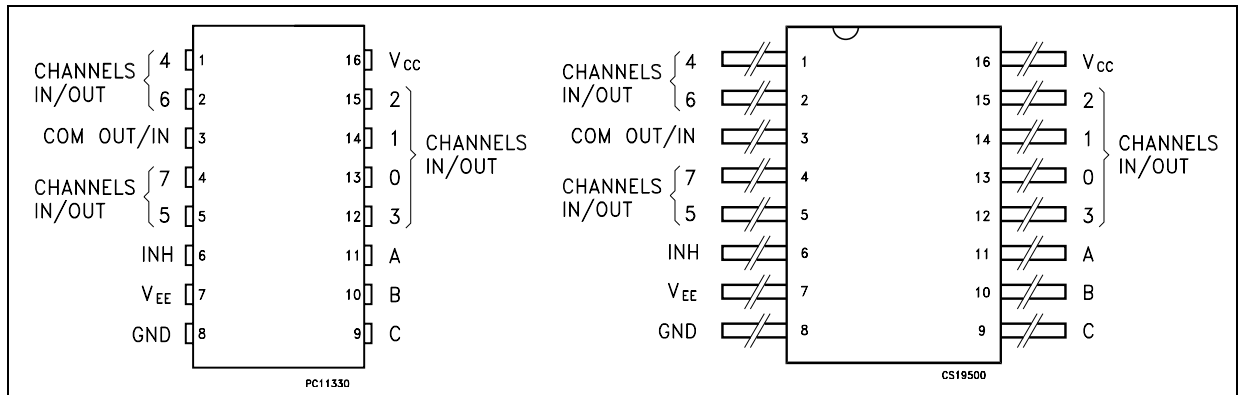 CHANNELS IN/OUT 4 1 16 VCC
6 2 15 2
COM OUT/IN 3 14 1 CHANNELS IN/OUT
CHANNELS IN/OUT 7 4 13 0
5 5 12 3
INH 6 11 A
VEE 7 10 B
GND 8 9 C
PC11330
CHANNELS IN/OUT 4 1 16 VCC
6 2 15 2
COM OUT/IN 3 14 1 CHANNELS IN/OUT
CHANNELS IN/OUT 7 4 13 0
5 5 12 3
INH 6 11 A
VEE 7 10 B
GND 8 9 C
CS19500